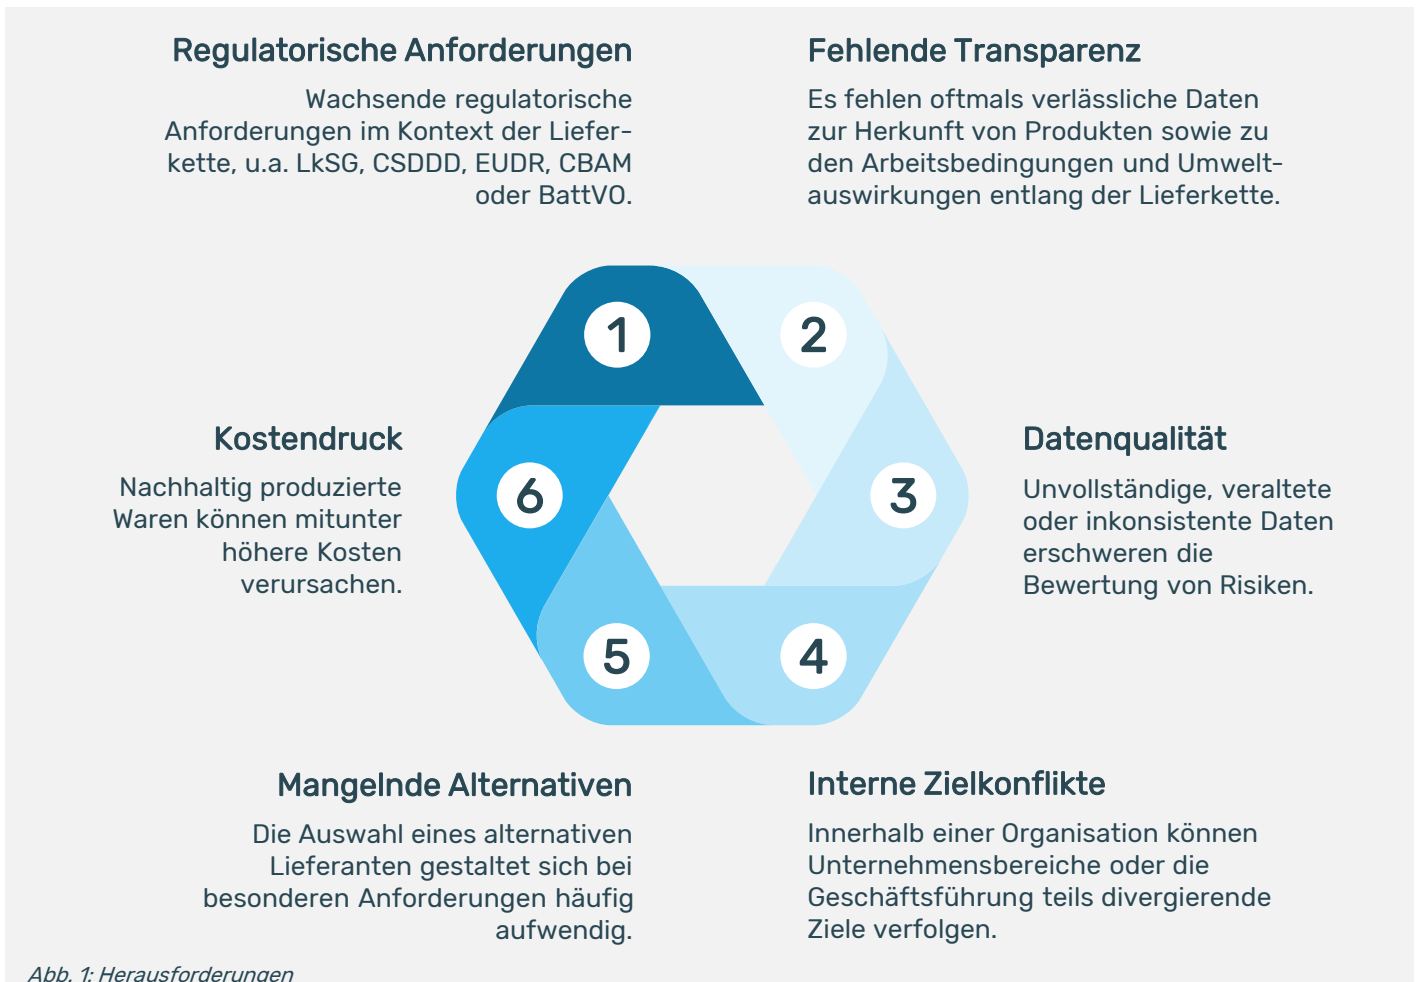 Regulatorische Anforderungen
Wachsende regulatorische
Anforderungen im Kontext der Liefer-
kette, u.a. LkSG, CSDDD, EUDR, CBAM
oder BattVO.
Fehlende Transparenz
Es fehlen oftmals verlässliche Daten
zur Herkunft von Produkten sowie zu
den Arbeitsbedingungen und Umwelt-
auswirkungen entlang der Lieferkette.
1
2
Kostendruck
Nachhaltig produzierte
Waren können mitunter
höhere Kosten
verursachen.
6
3
Datenqualität
Unvollständige, veraltete
oder inkonsistente Daten
erschweren die
Bewertung von Risiken.
5
4
Mangelnde Alternativen
Die Auswahl eines alternativen
Lieferanten gestaltet sich bei
besonderen Anforderungen häufig
aufwendig.
Interne Zielkonflikte
Innerhalb einer Organisation können
Unternehmensbereiche oder die
Geschäftsführung teils divergierende
Ziele verfolgen.
Abb. 1: Herausforderungen